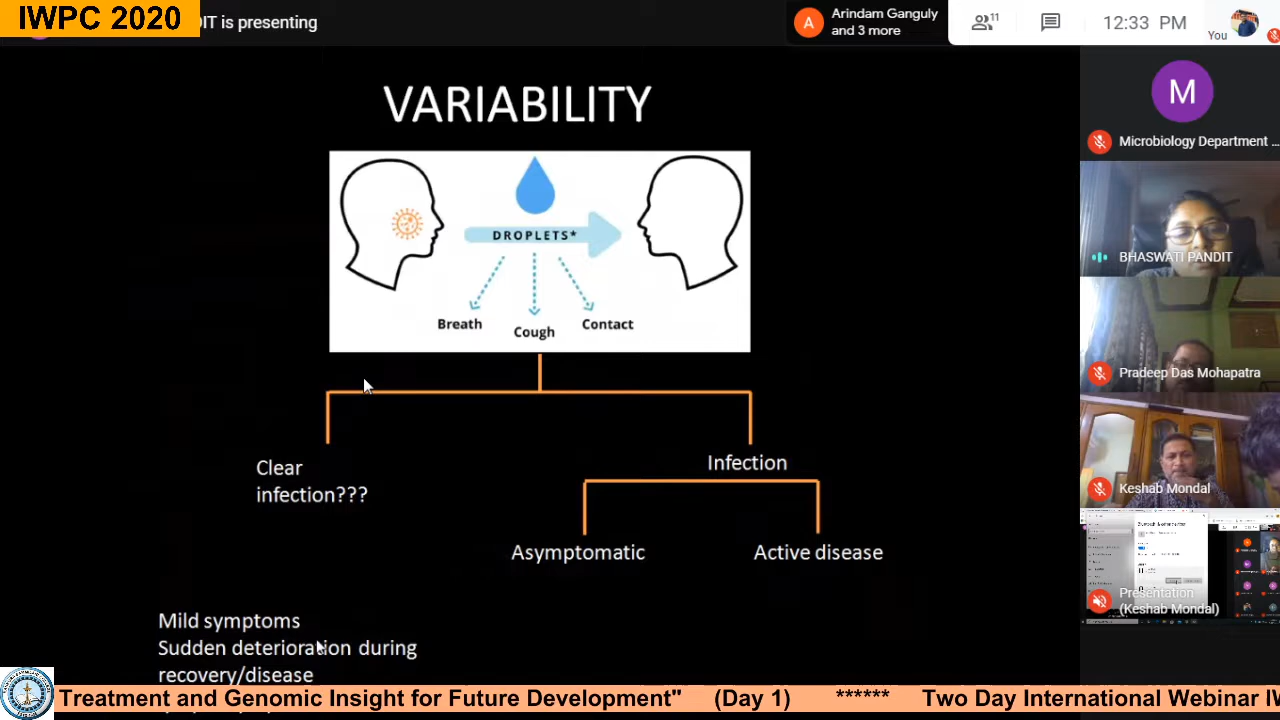 IWPC 2020
DIT is presenting
A
Arindam Ganguly
and 3 more
11
12:33 PM
You
VARIABILITY
DROPLETS*
Breath
Cough
Contact
Clear
infection???
Infection
Asymptomatic
Active disease
Mild symptoms
Sudden deterioration during
recovery/disease
M
Microbiology Department ...
BHASWATI PANDIT
Pradeep Das Mohapatra
Keshab Mondal
Presentation
(Keshab Mondal)
Treatment and Genomic Insight for Future Development" (Day 1) ****** Two Day International Webinar IW